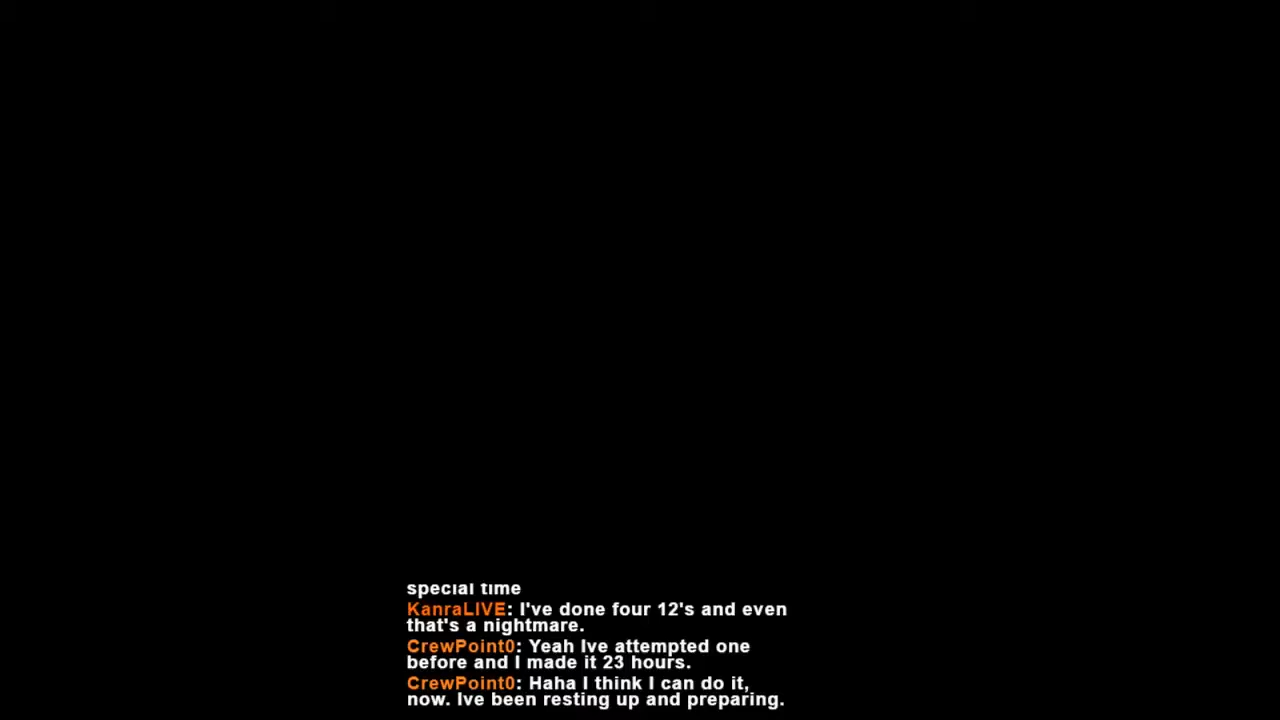 special time
KanraLIVE: I've done four 12's and even
that's a nightmare.
CrewPoint0: Yeah Ive attempted one
before and I made it 23 hours.
CrewPoint0: Haha I think I can do it,
now. Ive been resting up and preparing.